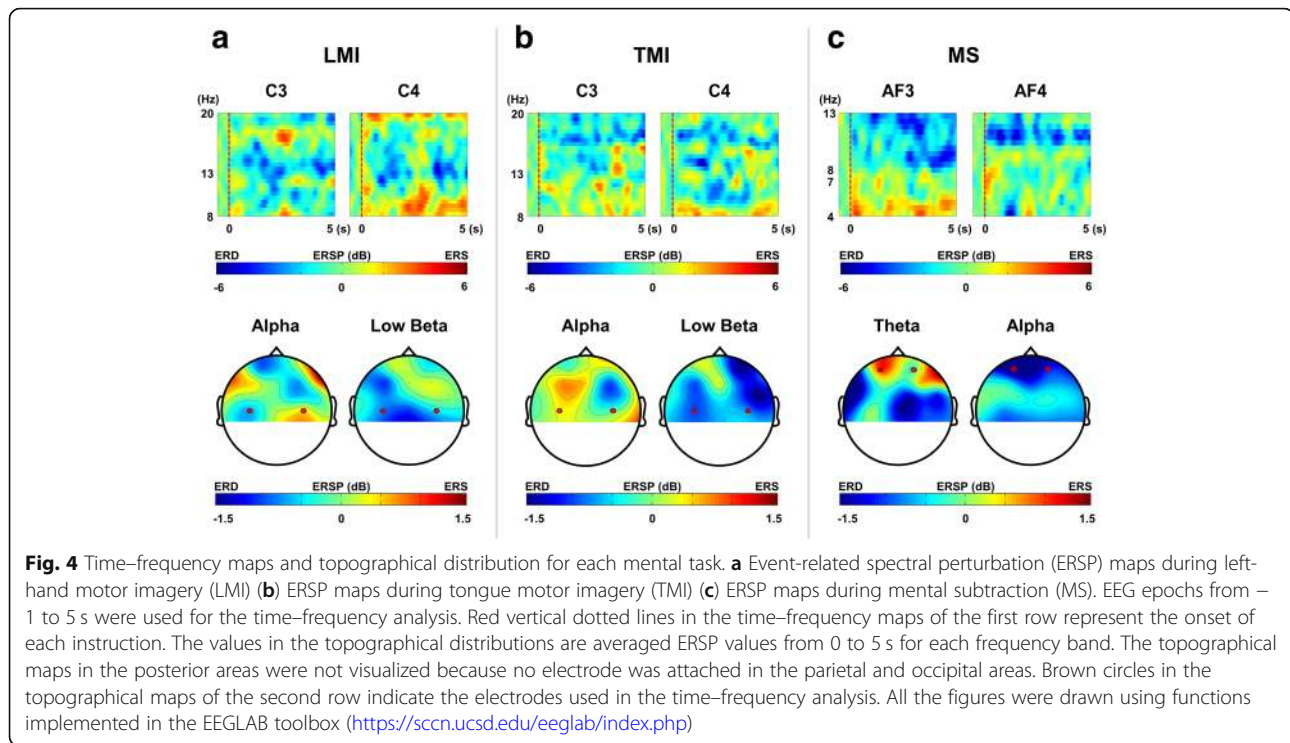 a b c
LMI TMI MS
C3 C4 C3 C4 AF3 AF4
(Hz) (Hz) (Hz)
20 20 13
13 13 8
7
8 8 4
0 5 (s) 0 5 (s) 0 5 (s) 0 5 (s) 0 5 (s) 0 5 (s)
ERD ERSP (dB) ERS ERD ERSP (dB) ERS ERD ERSP (dB) ERS
-6 0 6 -6 0 6 -6 0 6
Alpha Low Beta Alpha Low Beta Theta Alpha
ERD ERSP (dB) ERS ERD ERSP (dB) ERS ERD ERSP (dB) ERS
-1.5 0 1.5 -1.5 0 1.5 -1.5 0 1.5
Fig. 4 Time–frequency maps and topographical distribution for each mental task. a Event-related spectral perturbation (ERSP) maps during left-
hand motor imagery (LMI) (b) ERSP maps during tongue motor imagery (TMI) (c) ERSP maps during mental subtraction (MS). EEG epochs from −
1 to 5 s were used for the time–frequency analysis. Red vertical dotted lines in the time–frequency maps of the first row represent the onset of
each instruction. The values in the topographical distributions are averaged ERSP values from 0 to 5 s for each frequency band. The topographical
maps in the posterior areas were not visualized because no electrode was attached in the parietal and occipital areas. Brown circles in the
topographical maps of the second row indicate the electrodes used in the time–frequency analysis. All the figures were drawn using functions
implemented in the EEGLAB toolbox (https://sccn.ucsd.edu/eeglab/index.php)